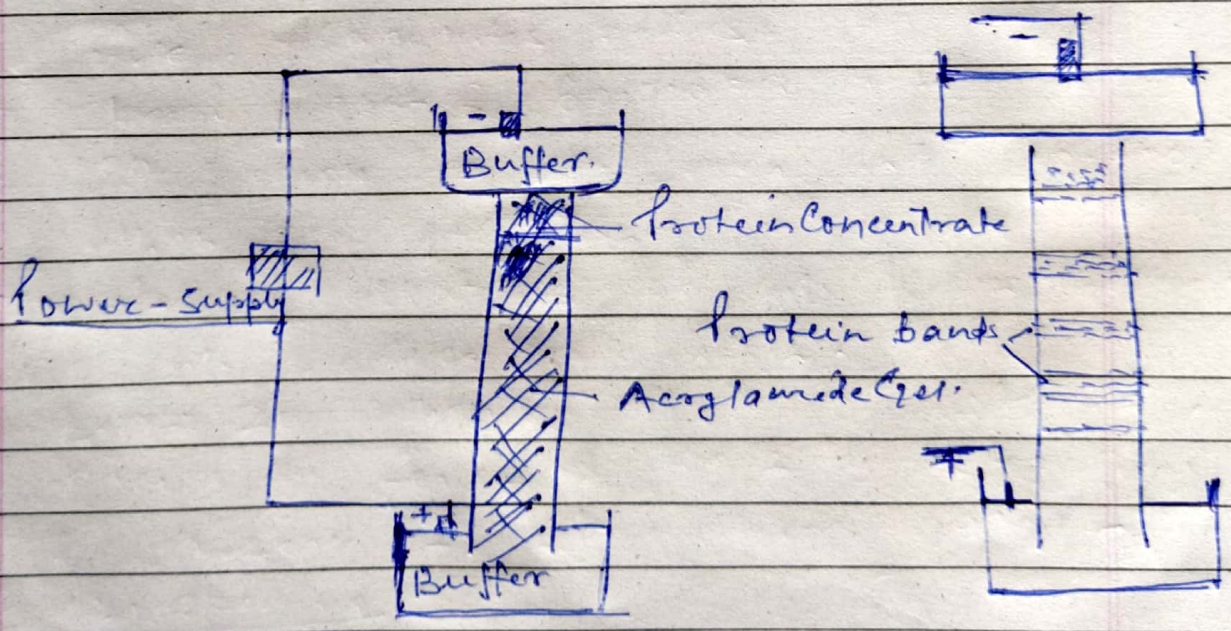 -
-
Buffer.
Protein Concentrate
Power-supply
Protein bands
Acrylamide Gel.
+
+
Buffer